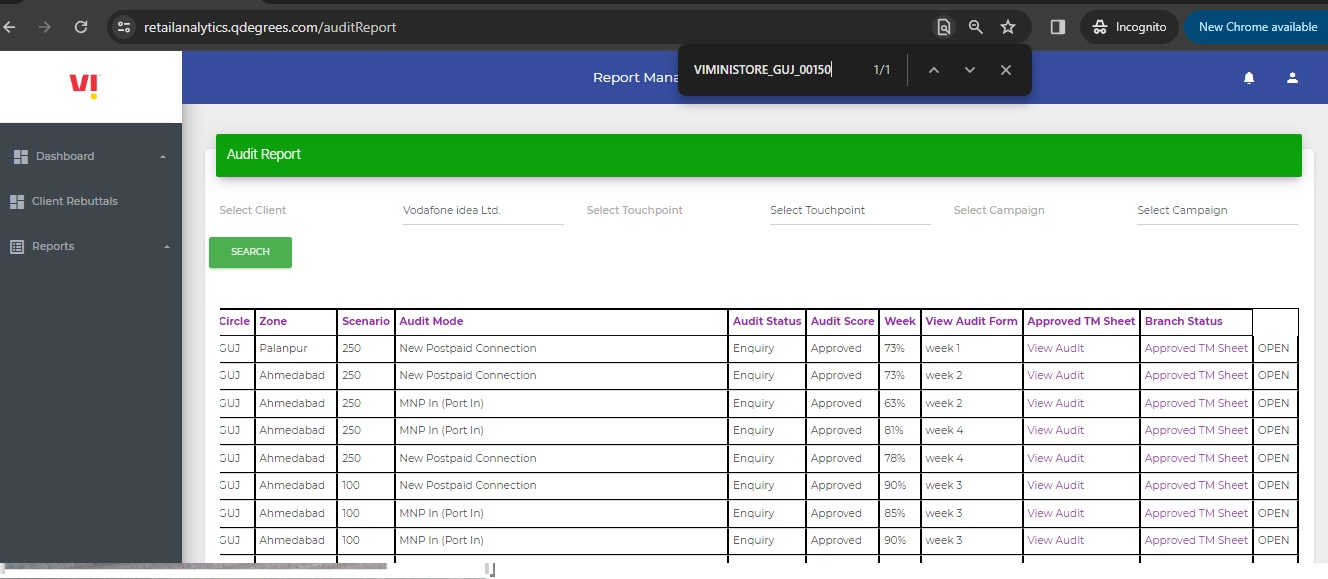 retailanalytics.qdegrees.com/auditReport
Incognito
New Chrome available
VIMINISTORE_GUJ_00150
1/1
VI
Report Mana
Dashboard
Client Rebuttals
Reports
Audit Report
Select Client Vodafone idea Ltd. Select Touchpoint Select Touchpoint Select Campaign Select Campaign
SEARCH
Circle Zone Scenario Audit Mode Audit Status Audit Score Week View Audit Form Approved TM Sheet Branch Status
GUJ Palanpur 250 New Postpaid Connection Enquiry Approved 73% week 1 View Audit Approved TM Sheet OPEN
GUJ Ahmedabad 250 New Postpaid Connection Enquiry Approved 73% week 2 View Audit Approved TM Sheet OPEN
GUJ Ahmedabad 250 MNP In (Port In) Enquiry Approved 63% week 2 View Audit Approved TM Sheet OPEN
GUJ Ahmedabad 250 MNP In (Port In) Enquiry Approved 81% week 4 View Audit Approved TM Sheet OPEN
GUJ Ahmedabad 250 New Postpaid Connection Enquiry Approved 78% week 4 View Audit Approved TM Sheet OPEN
GUJ Ahmedabad 100 New Postpaid Connection Enquiry Approved 90% week 3 View Audit Approved TM Sheet OPEN
GUJ Ahmedabad 100 MNP In (Port In) Enquiry Approved 85% week 3 View Audit Approved TM Sheet OPEN
GUJ Ahmedabad 100 MNP In (Port In) Enquiry Approved 90% week 3 View Audit Approved TM Sheet OPEN